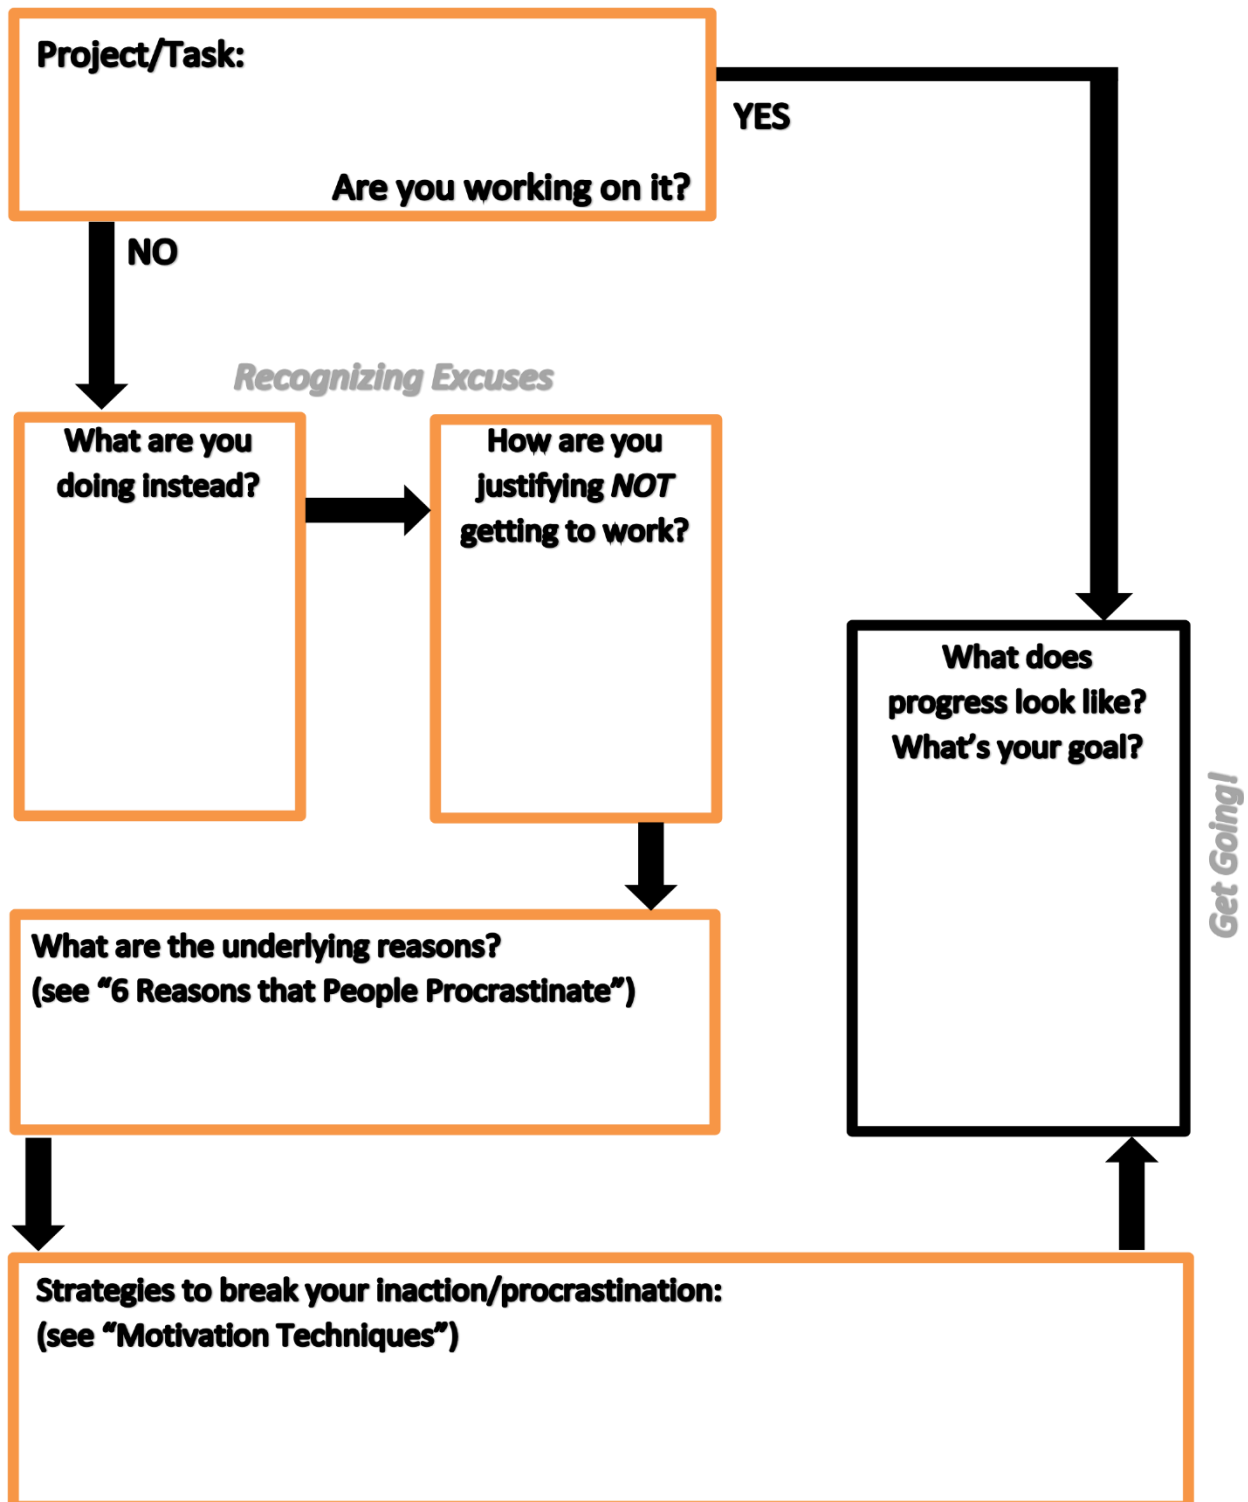 Project/Task:
YES
Are you working on it?
NO
Recognizing Excuses
What are you
doing instead?
How are you
justifying NOT
getting to work?
What does
progress look like?
What’s your goal?
Get Going!
What are the underlying reasons?
(see “6 Reasons that People Procrastinate”)
Strategies to break your inaction/procrastination:
(see “Motivation Techniques”)